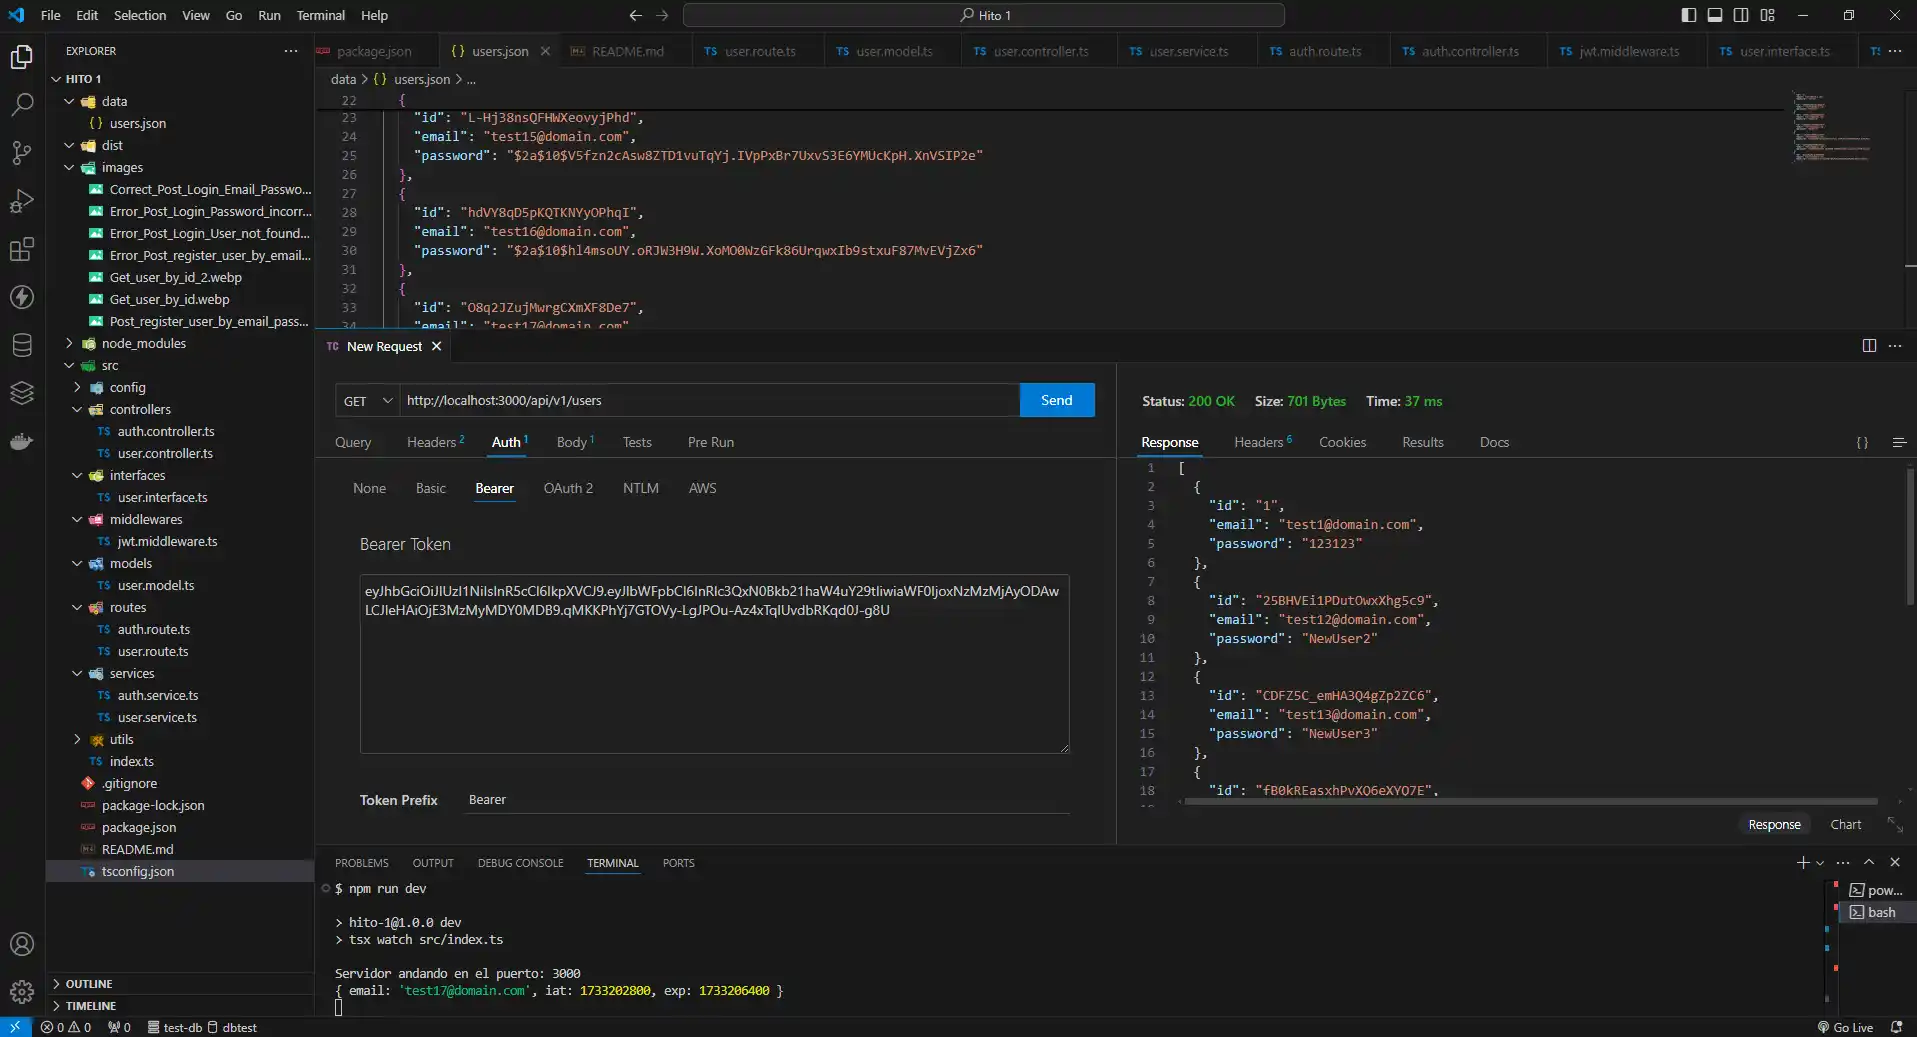 File Edit Selection View Go Run Terminal Help
Hito 1
EXPLORER
HITO 1
data
users.json
dist
images
Correct_Post_Login_Email_Passwo...
Error_Post_Login_Password_incorr...
Error_Post_Login_User_not_found...
Error_Post_register_user_by_email...
Get_user_by_id_2.webp
Get_user_by_id.webp
Post_register_user_by_email_pass...
node_modules
src
config
controllers
auth.controller.ts
user.controller.ts
interfaces
user.interface.ts
middlewares
jwt.middleware.ts
models
user.model.ts
routes
auth.route.ts
user.route.ts
services
auth.service.ts
user.service.ts
utils
index.ts
.gitignore
package-lock.json
package.json
README.md
tsconfig.json
OUTLINE
TIMELINE
package.json users.json README.md user.route.ts user.model.ts user.controller.ts user.service.ts auth.route.ts auth.controller.ts jwt.middleware.ts user.interface.ts
data > {} users.json > ...
22 {
23 "id": "L-Hj38nsQFHWXeovyjPhd",
24 "email": "test15@domain.com",
25 "password": "$2a$10$V5fzn2cAsw8ZTD1vuTqYj.IVpPxBr7UxvS3E6YMUcKpH.XnVSIP2e"
26 },
27 {
28 "id": "hdVY8qD5pKQTKNYyOPhqI",
29 "email": "test16@domain.com",
30 "password": "$2a$10$hl4msoUY.oRJW3H9W.XoMO0WzGFk86UrqwxIb9stxuF87MvEVjZx6"
31 },
32 {
33 "id": "O8q2JZujMwrgCXmXF8De7",
34 "email": "test17@domain.com"
TC New Request
GET http://localhost:3000/api/v1/users Send
Query Headers 2 Auth 1 Body 1 Tests Pre Run
None Basic Bearer OAuth 2 NTLM AWS
Bearer Token
Token Prefix Bearer
Status: 200 OK Size: 701 Bytes Time: 37 ms
Response Headers 6 Cookies Results Docs {}
1 [
2 {
3 "id": "1",
4 "email": "test1@domain.com",
5 "password": "123123"
6 },
7 {
8 "id": "25BHVEi1PDutOwxXhg5c9",
9 "email": "test12@domain.com",
10 "password": "NewUser2"
11 },
12 {
13 "id": "CDFZ5C_emHA3Q4gZp2ZC6",
14 "email": "test13@domain.com",
15 "password": "NewUser3"
16 },
17 {
18 "id": "fB0kREasxhPvXQ6eXYQ7E",
Response Chart
PROBLEMS OUTPUT DEBUG CONSOLE TERMINAL PORTS
$ npm run dev
> hito-1@1.0.0 dev
> tsx watch src/index.ts
Servidor andando en el puerto: 3000
{ email: 'test17@domain.com', iat: 1733202800, exp: 1733206400 }
pow...
bash
0 0 0 test-db dbtest Go Live